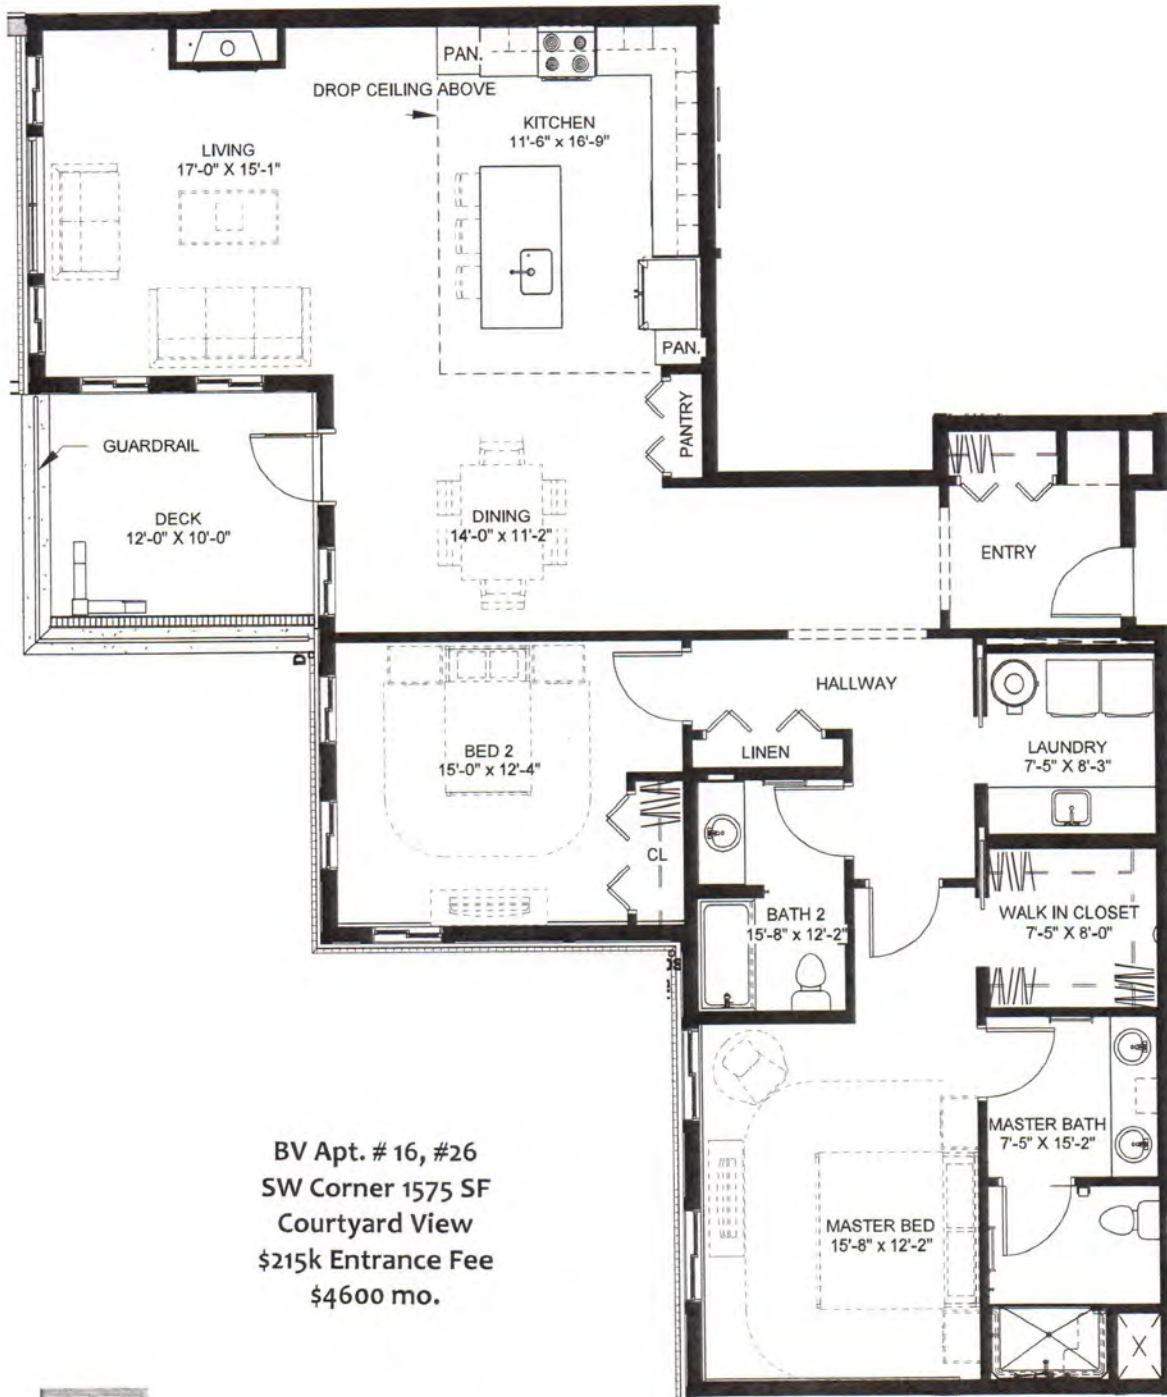 PAN.
DROP CEILING ABOVE
KITCHEN
11'-6" x 16'-9"
LIVING
17'-0" X 15'-1"
PAN.
PANTRY
GUARDRAIL
DECK
12'-0" X 10'-0"
DINING
14'-0" x 11'-2"
ENTRY
HALLWAY
BED 2
15'-0" x 12'-4"
LINEN
LAUNDRY
7'-5" X 8'-3"
CL
BATH 2
15'-8" x 12'-2"
WALK IN CLOSET
7'-5" X 8'-0"
MASTER BATH
7'-5" X 15'-2"
MASTER BED
15'-8" x 12'-2"
BV Apt. # 16, #26
SW Corner 1575 SF
Courtyard View
$215k Entrance Fee
$4600 mo.